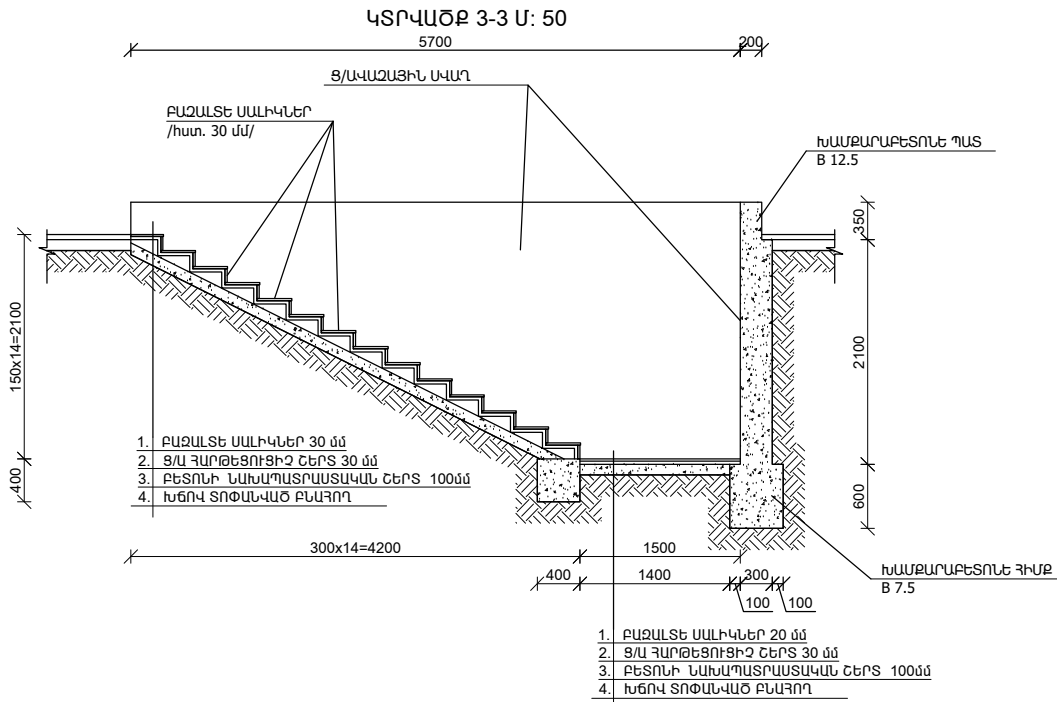 ԿՏՐՎԱԾՔ 3-3 Մ: 50
5700
200
Ց/ԱՎԱԶԱՅԻՆ ՍՎԱՂ
ԲԱԶԱԼՏԵ ՍԱԼԻԿՆԵՐ
/հաստ. 30 մմ/
ԽԱՄՔԱՐԱԲԵՏՈՆԵ ՊԱՏ
B 12.5
350
150x14=2100
2100
400
600
1. ԲԱԶԱԼՏԵ ՍԱԼԻԿՆԵՐ 30 մմ
2. Ց/Ա ՀԱՐԹԵՑՈՒՑԻՉ ՇԵՐՏ 30 մմ
3. ԲԵՏՈՆԻ ՆԱԽԱՊԱՏՐԱՍՏԱԿԱՆ ՇԵՐՏ 100մմ
4. ԽՃՈՎ ՏՈՓԱՆՎԱԾ ԲՆԱՀՈՂ
300x14=4200
1500
400
1400
300
100
100
ԽԱՄՔԱՐԱԲԵՏՈՆԵ ՀԻՄՔ
B 7.5
1. ԲԱԶԱԼՏԵ ՍԱԼԻԿՆԵՐ 20 մմ
2. Ց/Ա ՀԱՐԹԵՑՈՒՑԻՉ ՇԵՐՏ 30 մմ
3. ԲԵՏՈՆԻ ՆԱԽԱՊԱՏՐԱՍՏԱԿԱՆ ՇԵՐՏ 100մմ
4. ԽՃՈՎ ՏՈՓԱՆՎԱԾ ԲՆԱՀՈՂ